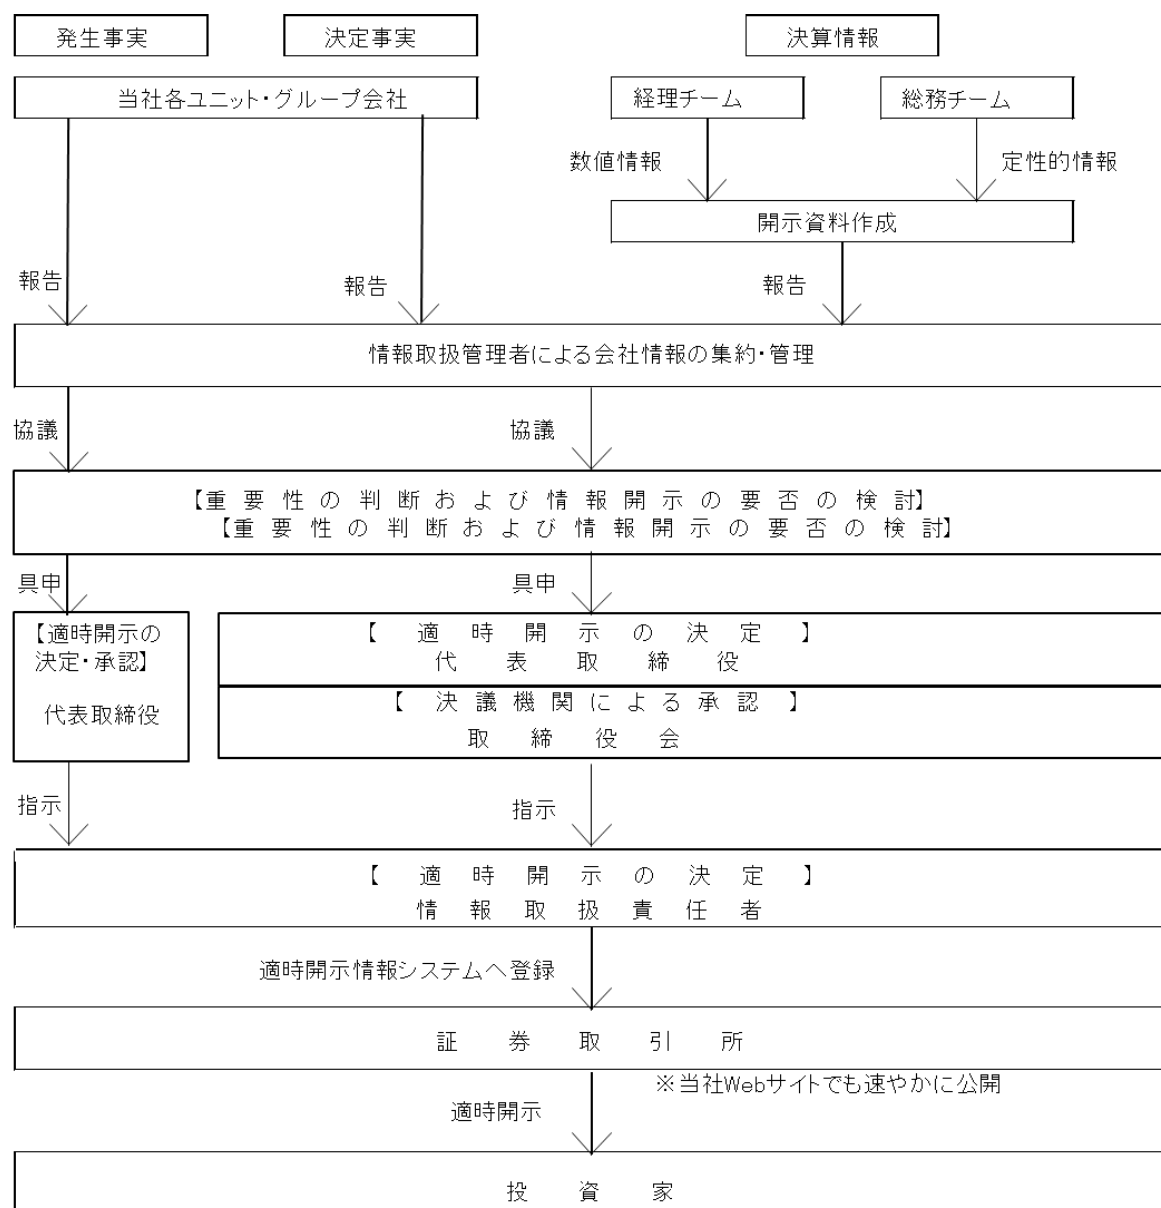 発生事実
決定事実
決算情報
当社各ユニット・グループ会社
経理チーム
総務チーム
数値情報
定性的情報
開示資料作成
報告
報告
報告
情報取扱管理者による会社情報の集約・管理
協議
協議
【重要性の判断および情報開示の要否の検討】
【重要性の判断および情報開示の要否の検討】
具申
具申
【適時開示の
決定・承認】
代表取締役
【適時開示の決定】
代表取締役
【決議機関による承認】
取締役会
指示
指示
【適時開示の決定】
情報取扱責任者
適時開示情報システムへ登録
証券取引所
※当社Webサイトでも速やかに公開
適時開示
投資家